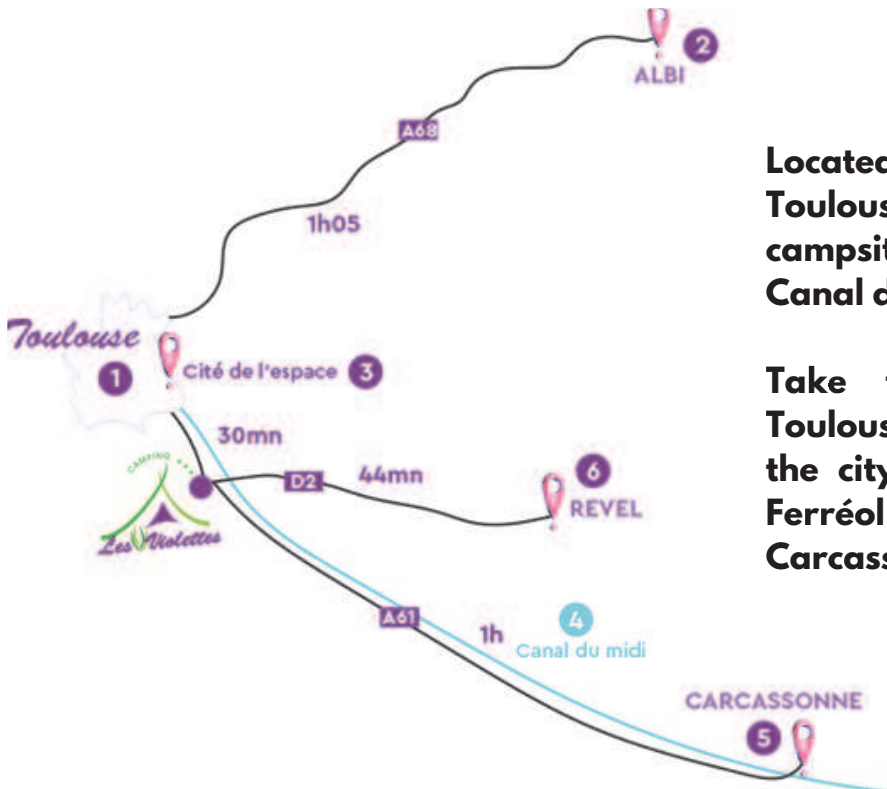 2
ALBI
A68
1h05
Toulouse
1
Cité de l'espace 3
30mn
CAMPING
Les Violettes
D2
44mn
6
REVEL
A61
1h
4
Canal du midi
CARCASSONNE
5
Located
Toulous
campsit
Canal d
Take t
Toulous
the city
Ferréol
Carcass